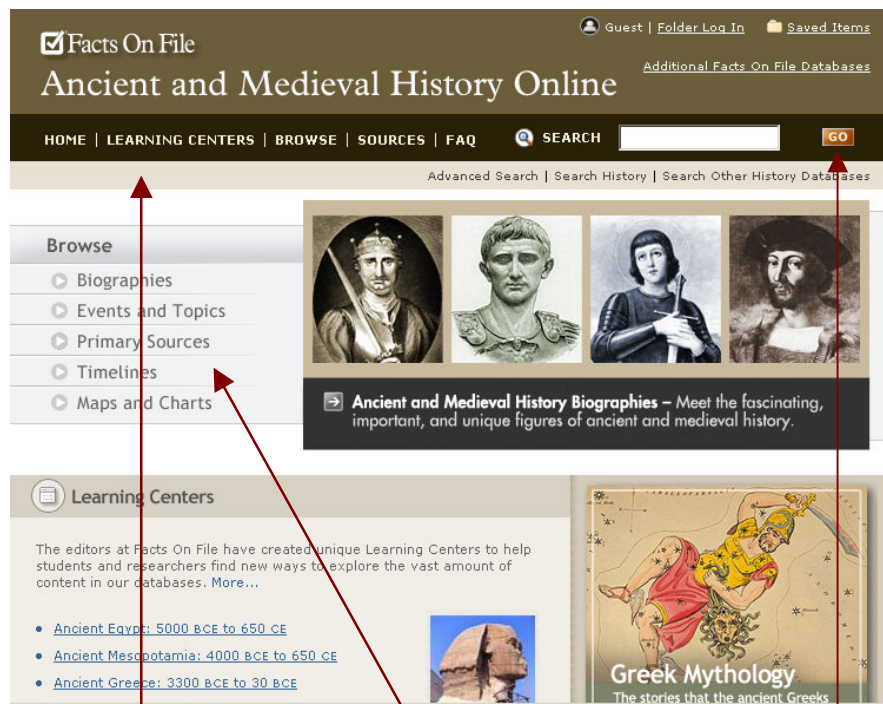 Guest | Folder Log In Saved Items
Facts On File
Ancient and Medieval History Online
Additional Facts On File Databases
HOME | LEARNING CENTERS | BROWSE | SOURCES | FAQ SEARCH GO
Advanced Search | Search History | Search Other History Databases
Browse
Biographies
Events and Topics
Primary Sources
Timelines
Maps and Charts
Ancient and Medieval History Biographies – Meet the fascinating,
important, and unique figures of ancient and medieval history.
Learning Centers
The editors at Facts On File have created unique Learning Centers to help
students and researchers find new ways to explore the vast amount of
content in our databases. More...
• Ancient Egypt: 5000 BCE to 650 CE
• Ancient Mesopotamia: 4000 BCE to 650 CE
• Ancient Greece: 3300 BCE to 30 BCE
Greek Mythology
The stories that the ancient Greeks